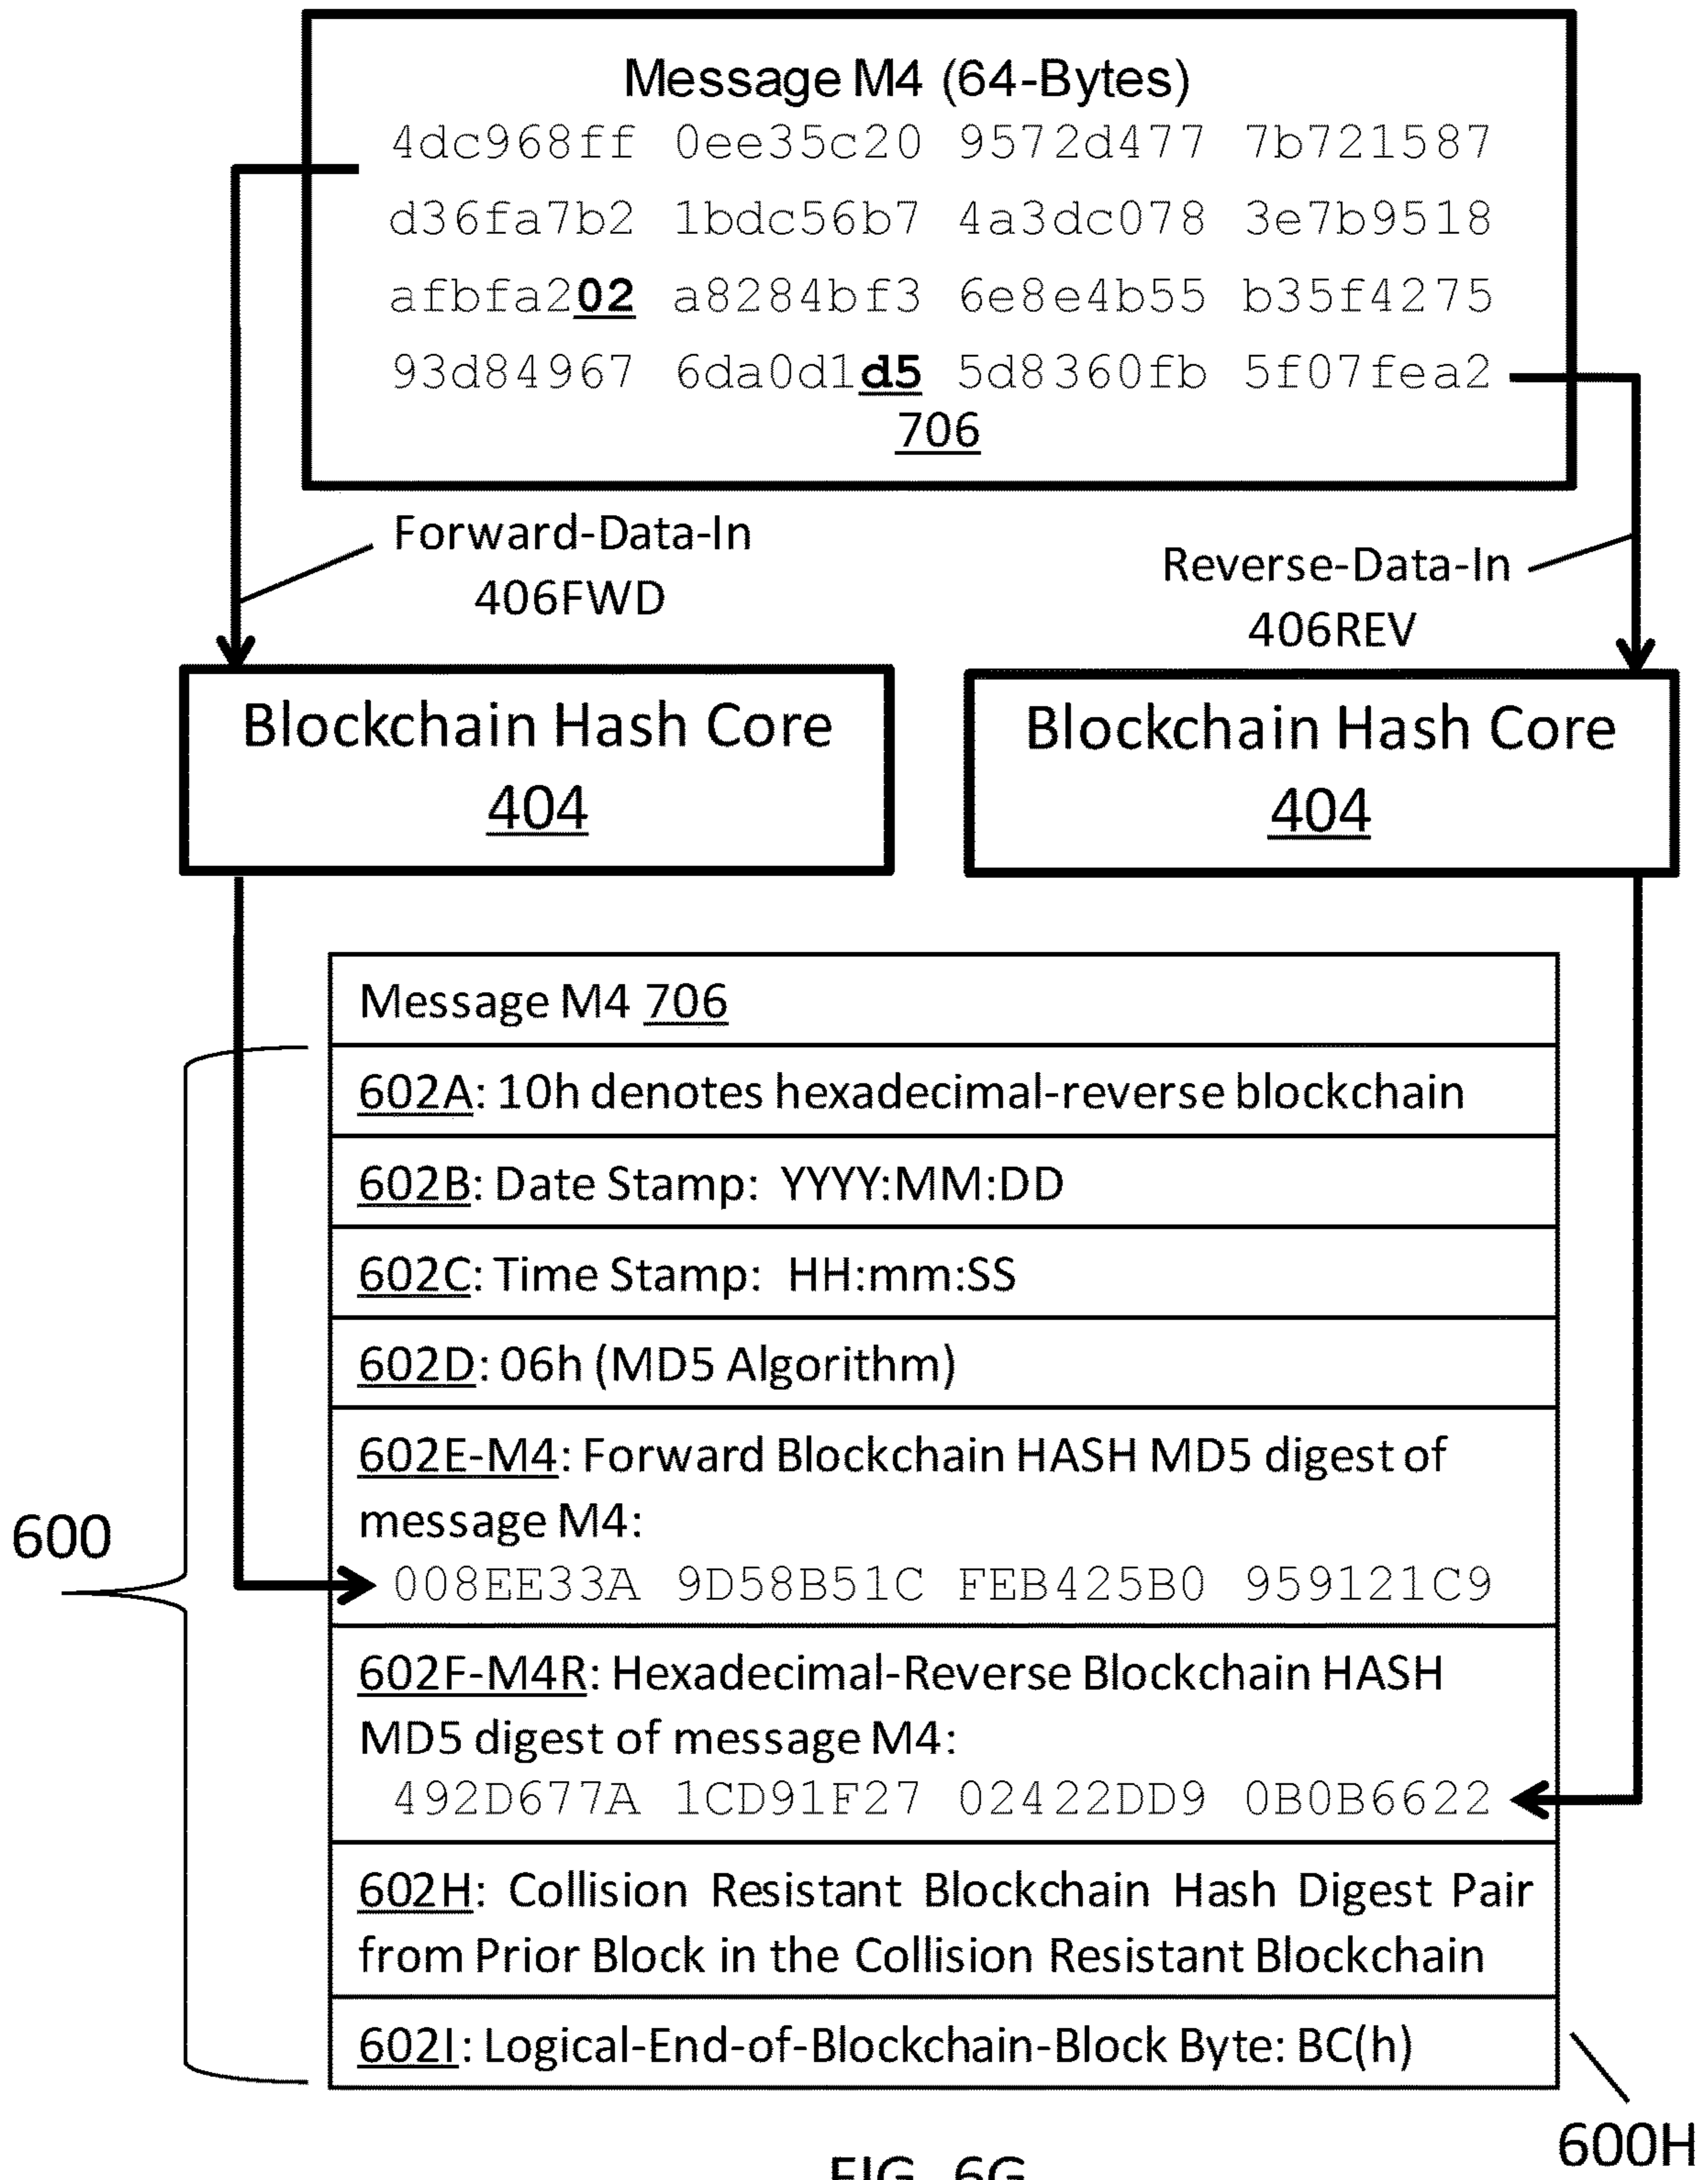 Message M4 (64-Bytes)
4dc968ff 0ee35c20 9572d477 7b721587
d36fa7b2 1bdc56b7 4a3dc078 3e7b9518
afbfa202 a8284bf3 6e8e4b55 b35f4275
93d84967 6da0d1d5 5d8360fb 5f07fea2
706
Forward-Data-In
406FWD
Reverse-Data-In
406REV
Blockchain Hash Core
404
Blockchain Hash Core
404
Message M4 706
602A: 10h denotes hexadecimal-reverse blockchain
602B: Date Stamp: YYYY:MM:DD
602C: Time Stamp: HH:mm:SS
602D: 06h (MD5 Algorithm)
602E-M4: Forward Blockchain HASH MD5 digest of
message M4:
008EE33A 9D58B51C FEB425B0 959121C9
602F-M4R: Hexadecimal-Reverse Blockchain HASH
MD5 digest of message M4:
492D677A 1CD91F27 02422DD9 0B0B6622
602H: Collision Resistant Blockchain Hash Digest Pair
from Prior Block in the Collision Resistant Blockchain
602I: Logical-End-of-Blockchain-Block Byte: BC(h)
600
600H
FIG. 6G